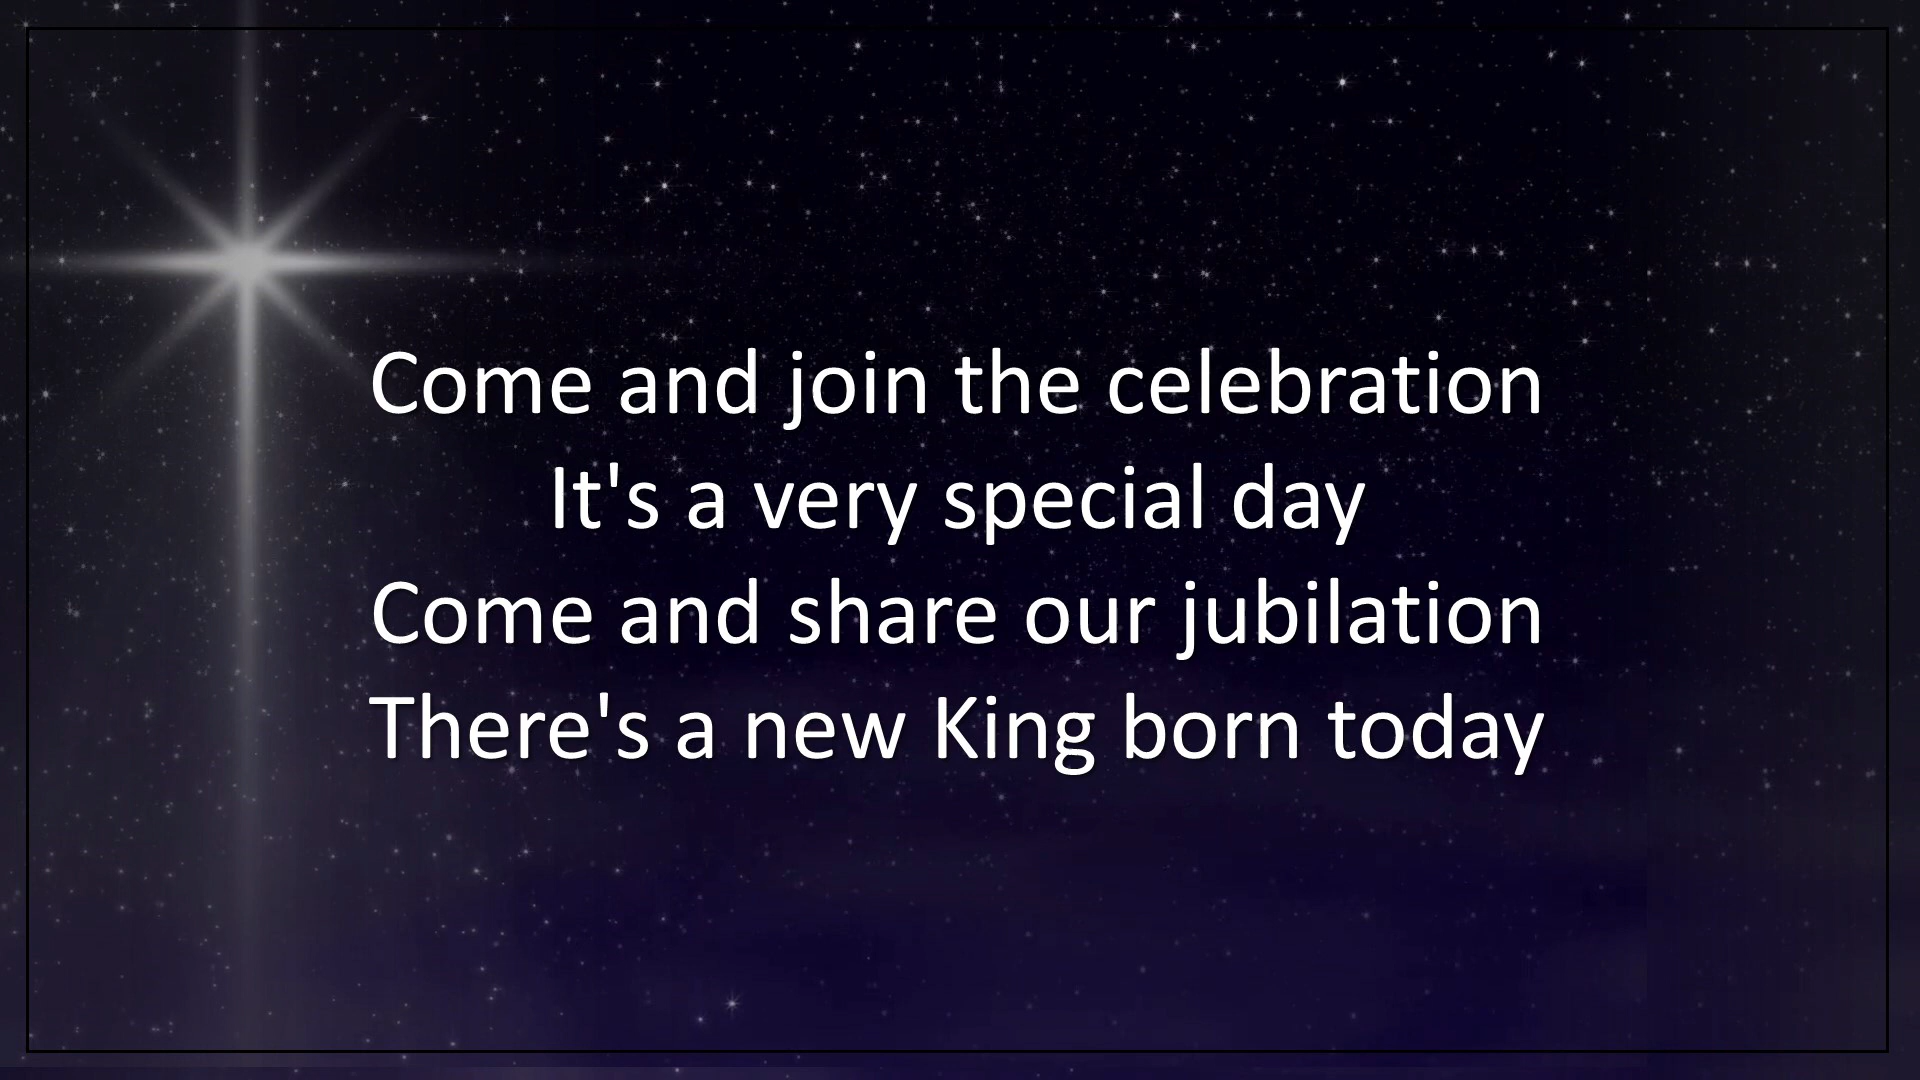 Come and join the celebration
It's a very special day
Come and share our jubilation
There's a new King born today